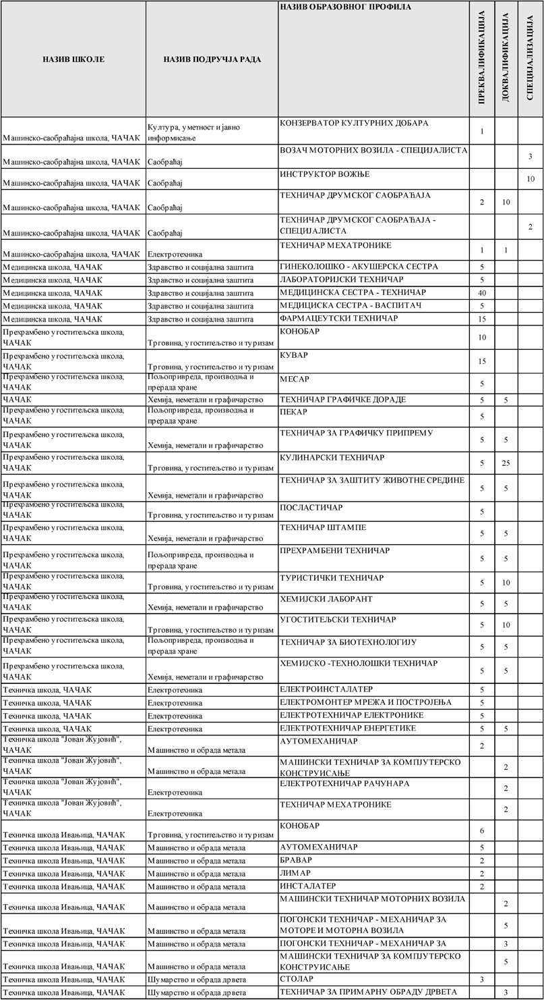 НАЗИВ ШКОЛЕ НАЗИВ ПОДРУЧЈА РАДА НАЗИВ ОБРАЗОВНОГ ПРОФИЛА ПРЕКВАЛИФИКАЦИЈА ДОКВАЛИФИКАЦИЈА СПЕЦИЈАЛИЗАЦИЈА
Машинско-саобраћајна школа, ЧАЧАК Култура, уметност и јавно
информисање КОНЗЕРВАТОР КУЛТУРНИХ ДОБАРА 1
Машинско-саобраћајна школа, ЧАЧАК Саобраћај ВОЗАЧ МОТОРНИХ ВОЗИЛА - СПЕЦИЈАЛИСТА 3
Машинско-саобраћајна школа, ЧАЧАК Саобраћај ИНСТРУКТОР ВОЖЊЕ 10
Машинско-саобраћајна школа, ЧАЧАК Саобраћај ТЕХНИЧАР ДРУМСКОГ САОБРАЋАЈА 2 10
Машинско-саобраћајна школа, ЧАЧАК Саобраћај ТЕХНИЧАР ДРУМСКОГ САОБРАЋАЈА -
СПЕЦИЈАЛИСТА 2
Машинско-саобраћајна школа, ЧАЧАК Електротехника ТЕХНИЧАР МЕХАТРОНИКЕ 1 1
Медицинска школа, ЧАЧАК Здравство и социјална заштита ГИНЕКОЛОШКО - АКУШЕРСКА СЕСТРА 5
Медицинска школа, ЧАЧАК Здравство и социјална заштита ЛАБОРАТОРИЈСКИ ТЕХНИЧАР 5
Медицинска школа, ЧАЧАК Здравство и социјална заштита МЕДИЦИНСКА СЕСТРА - ТЕХНИЧАР 40
Медицинска школа, ЧАЧАК Здравство и социјална заштита МЕДИЦИСКА СЕСТРА - ВАСПИТАЧ 5
Медицинска школа, ЧАЧАК Здравство и социјална заштита ФАРМАЦЕУТСКИ ТЕХНИЧАР 15
Прехрамбено угоститељска школа,
ЧАЧАК Трговина, угоститељство и туризам КОНОБАР 10
Прехрамбено угоститељска школа,
ЧАЧАК Трговина, угоститељство и туризам КУВАР 15
Прехрамбено угоститељска школа,
ЧАЧАК Пољопривреда, производња и
прерада хране МЕСАР 5
ЧАЧАК Хемија, неметали и графичарство ТЕХНИЧАР ГРАФИЧКЕ ДОРАДЕ 5 5
Прехрамбено угоститељска школа,
ЧАЧАК Пољопривреда, производња и
прерада хране ПЕКАР 5
Прехрамбено угоститељска школа,
ЧАЧАК Хемија, неметали и графичарство ТЕХНИЧАР ЗА ГРАФИЧКУ ПРИПРЕМУ 5 5
Прехрамбено угоститељска школа,
ЧАЧАК Трговина, угоститељство и туризам КУЛИНАРСКИ ТЕХНИЧАР 5 25
Прехрамбено угоститељска школа,
ЧАЧАК Хемија, неметали и графичарство ТЕХНИЧАР ЗА ЗАШТИТУ ЖИВОТНЕ СРЕДИНЕ 5 5
Прехрамбено угоститељска школа,
ЧАЧАК Трговина, угоститељство и туризам ПОСЛАСТИЧАР 5
Прехрамбено угоститељска школа,
ЧАЧАК Хемија, неметали и графичарство ТЕХНИЧАР ШТАМПЕ 5 5
Прехрамбено угоститељска школа,
ЧАЧАК Пољопривреда, производња и
прерада хране ПРЕХРАМБЕНИ ТЕХНИЧАР 5 5
Прехрамбено угоститељска школа,
ЧАЧАК Трговина, угоститељство и туризам ТУРИСТИЧКИ ТЕХНИЧАР 5 10
Прехрамбено угоститељска школа,
ЧАЧАК Хемија, неметали и графичарство ХЕМИЈСКИ ЛАБОРАНТ 5 5
Прехрамбено угоститељска школа,
ЧАЧАК Трговина, угоститељство и туризам УГОСТИТЕЉСКИ ТЕХНИЧАР 5 10
Прехрамбено угоститељска школа,
ЧАЧАК Пољопривреда, производња и
прерада хране ТЕХНИЧАР ЗА БИОТЕХНОЛОГИЈУ 5 5
Прехрамбено угоститељска школа,
ЧАЧАК Хемија, неметали и графичарство ХЕМИЈСКО -ТЕХНОЛОШКИ ТЕХНИЧАР 5 5
Техничка школа, ЧАЧАК Електротехника ЕЛЕКТРОИНСТАЛАТЕР 5
Техничка школа, ЧАЧАК Електротехника ЕЛЕКТРОМОНТЕР МРЕЖА И ПОСТРОЈЕЊА 5
Техничка школа, ЧАЧАК Електротехника ЕЛЕКТРОТЕХНИЧАР ЕЛЕКТРОНИКЕ 5
Техничка школа, ЧАЧАК Електротехника ЕЛЕКТРОТЕХНИЧАР ЕНЕРГЕТИКЕ 5 5
Техничка школа "Јован Жујовић",
ЧАЧАК Машинство и обрада метала АУТОМЕХАНИЧАР 2
Техничка школа "Јован Жујовић",
ЧАЧАК Машинство и обрада метала МАШИНСКИ ТЕХНИЧАР ЗА КОМПЈУТЕРСКО
КОНСТРУИСАЊЕ 2
Техничка школа "Јован Жујовић",
ЧАЧАК Електротехника ЕЛЕКТРОТЕХНИЧАР РАЧУНАРА 2
Техничка школа "Јован Жујовић",
ЧАЧАК Електротехника ТЕХНИЧАР МЕХАТРОНИКЕ 2
Техничка школа Ивањица, ЧАЧАК Трговина, угоститељство и туризам КОНОБАР 6
Техничка школа Ивањица, ЧАЧАК Машинство и обрада метала АУТОМЕХАНИЧАР 5
Техничка школа Ивањица, ЧАЧАК Машинство и обрада метала БРАВАР 2
Техничка школа Ивањица, ЧАЧАК Машинство и обрада метала ЛИМАР 2
Техничка школа Ивањица, ЧАЧАК Машинство и обрада метала ИНСТАЛАТЕР 2
Техничка школа Ивањица, ЧАЧАК Машинство и обрада метала МАШИНСКИ ТЕХНИЧАР МОТОРНИХ ВОЗИЛА 2
Техничка школа Ивањица, ЧАЧАК Машинство и обрада метала ПОГОНСКИ ТЕХНИЧАР - МЕХАНИЧАР ЗА
МОТОРЕ И МОТОРНА ВОЗИЛА 5
Техничка школа Ивањица, ЧАЧАК Машинство и обрада метала ПОГОНСКИ ТЕХНИЧАР - МЕХАНИЧАР ЗА 3
Техничка школа Ивањица, ЧАЧАК Машинство и обрада метала МАШИНСКИ ТЕХНИЧАР ЗА КОМПЈУТЕРСКО
КОНСТРУИСАЊЕ 5
Техничка школа Ивањица, ЧАЧАК Шумарство и обрада дрвета СТОЛАР 3
Техничка школа Ивањица, ЧАЧАК Шумарство и обрада дрвета ТЕХНИЧАР ЗА ПРИМАРНУ ОБРАДУ ДРВЕТА 3